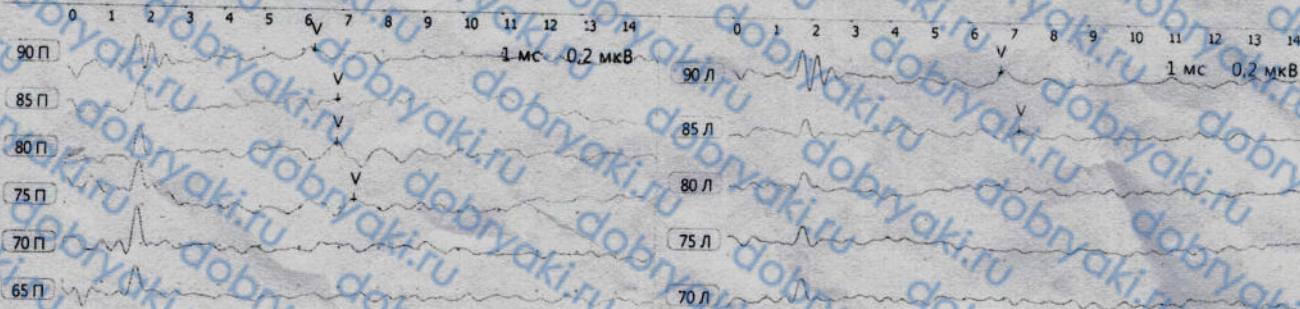 0 1 2 3 4 5 6 7 8 9 10 11 12 13 14
V
90 П
1 мс 0,2 мкВ
V
85 П
V
80 П
V
75 П
70 П
65 П
0 1 2 3 4 5 6 7 8 9 10 11 12 13 14
V
90 Л
1 мс 0,2 мкВ
V
85 Л
80 Л
75 Л
70 Л
dobryaki.ru